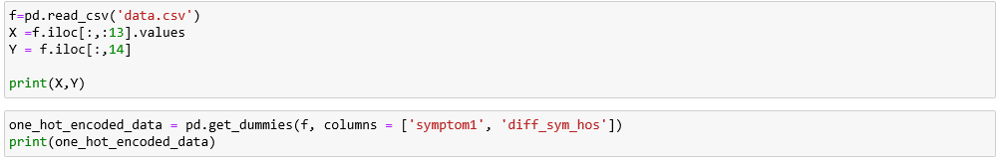 f=pd.read_csv('data.csv')
X =f.iloc[:,:13].values
Y = f.iloc[:,14]
print(X,Y)
one_hot_encoded_data = pd.get_dummies(f, columns = ['symptom1', 'diff_sym_hos'])
print(one_hot_encoded_data)